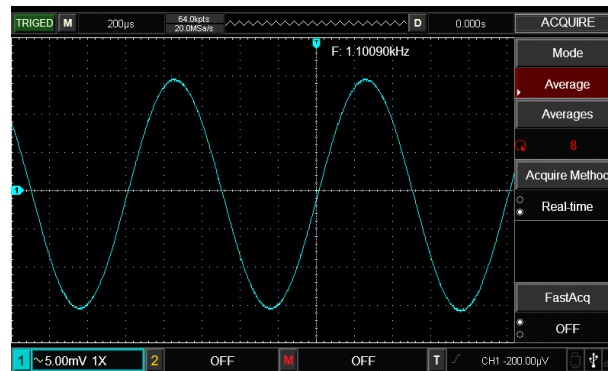 TRIGED M 200μs 64.0kpts D 0.000s ACQUIRE
20.0MSa/s
T
F: 1.10090kHz
Mode
Average
Averages
8
1
Acquire Method
Real-time
FastAcq
OFF
1 ~5.00mV 1X 2 OFF M OFF T CH1 -200.00μV